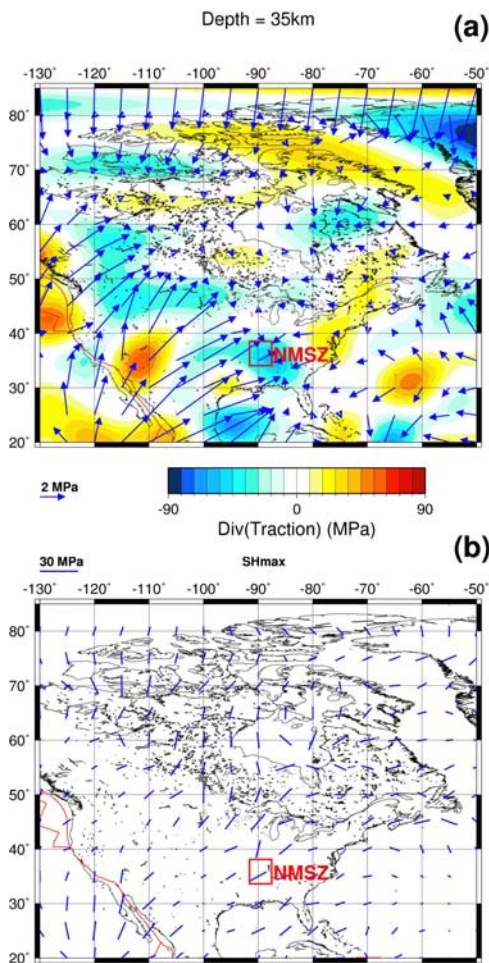 Depth = 35km
(a)
-130 -120° -110° -100° -90° -80° -70° -60° -50°
80°
70°
60°
50°
40°
30°
20°
NMSZ
2 MPa
-90 0 90
Div(Traction) (MPa)
(b)
30 MPa
SHmax
-130 -120° -110° -100° -90° -80° -70° -60° -50°
80°
70°
60°
50°
40°
30°
20°
NMSZ